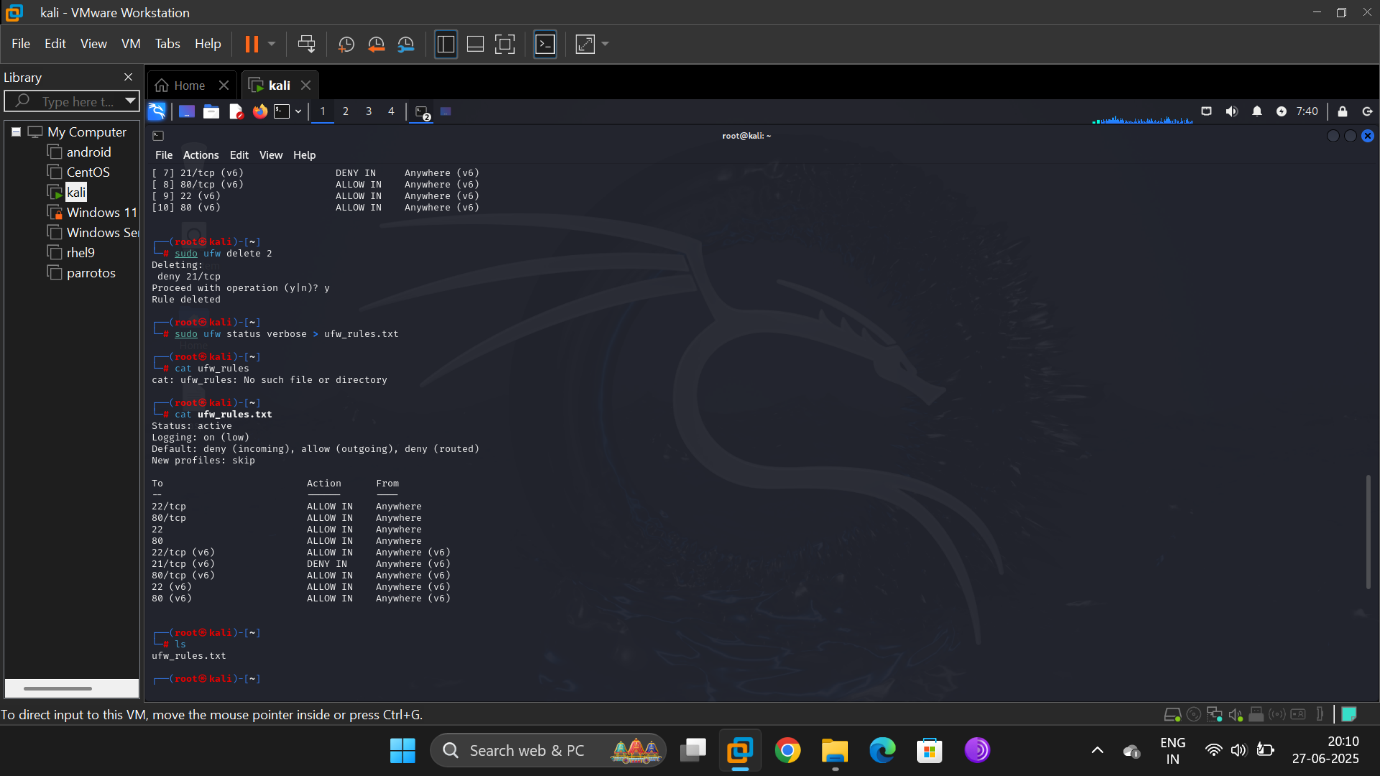 kali - VMware Workstation
File Edit View VM Tabs Help
Library
Home
kali
Type here t...
1 2 3 4
2
7:40
My Computer
android
CentOS
kali
Windows 11
Windows Se
rhel9
parrotos
root@kali: ~
File Actions Edit View Help
[ 7] 21/tcp (v6) DENY IN Anywhere (v6)
[ 8] 80/tcp (v6) ALLOW IN Anywhere (v6)
[ 9] 22 (v6) ALLOW IN Anywhere (v6)
[10] 80 (v6) ALLOW IN Anywhere (v6)
┌──(root㉿kali)-[~]
└─# sudo ufw delete 2
Deleting:
deny 21/tcp
Proceed with operation (y|n)? y
Rule deleted
┌──(root㉿kali)-[~]
└─# sudo ufw status verbose > ufw_rules.txt
┌──(root㉿kali)-[~]
└─# cat ufw_rules
cat: ufw_rules: No such file or directory
┌──(root㉿kali)-[~]
└─# cat ufw_rules.txt
Status: active
Logging: on (low)
Default: deny (incoming), allow (outgoing), deny (routed)
New profiles: skip
To Action From
-- ------ ----
22/tcp ALLOW IN Anywhere
80/tcp ALLOW IN Anywhere
22 ALLOW IN Anywhere
80 ALLOW IN Anywhere
22/tcp (v6) ALLOW IN Anywhere (v6)
21/tcp (v6) DENY IN Anywhere (v6)
80/tcp (v6) ALLOW IN Anywhere (v6)
22 (v6) ALLOW IN Anywhere (v6)
80 (v6) ALLOW IN Anywhere (v6)
┌──(root㉿kali)-[~]
└─# ls
ufw_rules.txt
┌──(root㉿kali)-[~]
To direct input to this VM, move the mouse pointer inside or press Ctrl+G.
Search web & PC
ENG
IN
20:10
27-06-2025